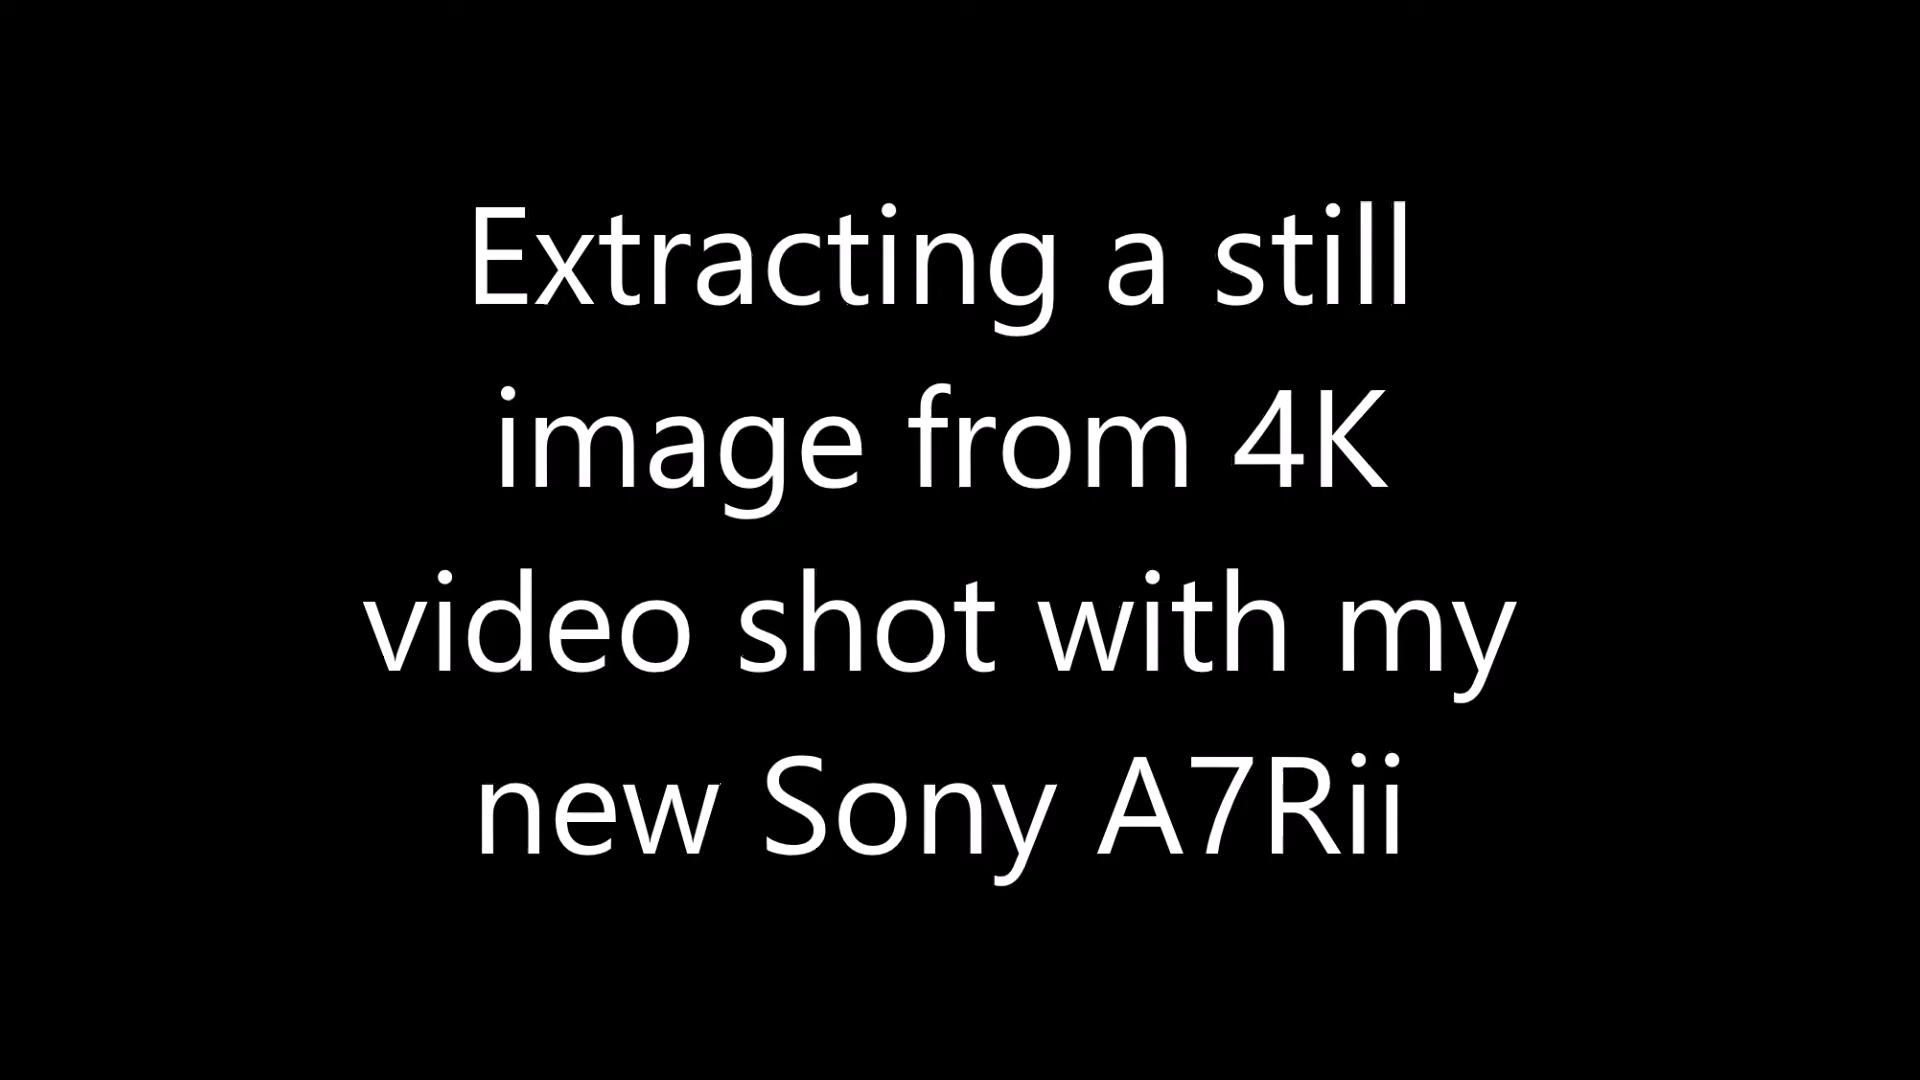 Extracting a still
image from 4K
video shot with my
new Sony A7Rii